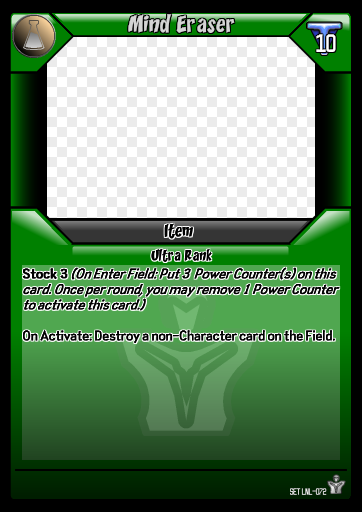 Mind Eraser
10
Item
Ultra Rank
Stock 3 (On Enter Field: Put 3 Power Counter(s) on this
card. Once per round, you may remove 1 Power Counter
to activate this card.)
On Activate: Destroy a non-Character card on the Field.
SET LNL-072